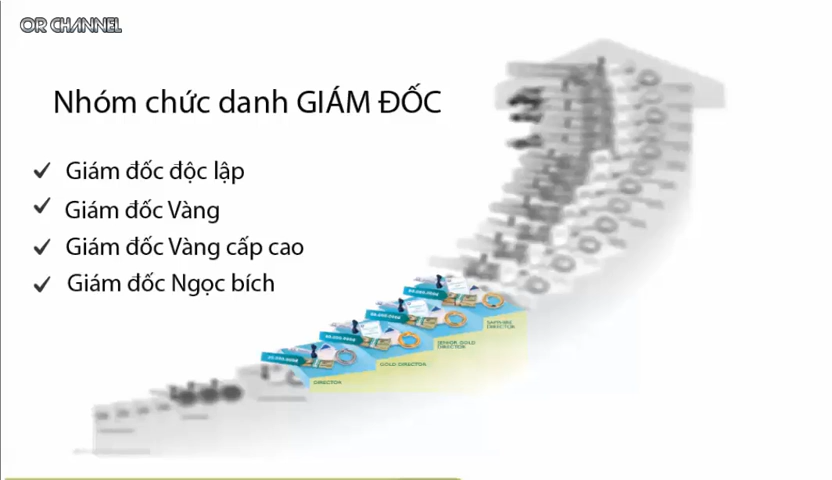 OR CHANNEL
Nhóm chức danh GIÁM ĐỐC
Giám đốc độc lập
Giám đốc Vàng
Giám đốc Vàng cấp cao
Giám đốc Ngọc bích
SAPPHIRE
DIRECTOR
SENIOR GOLD
DIRECTOR
GOLD DIRECTOR
DIRECTOR